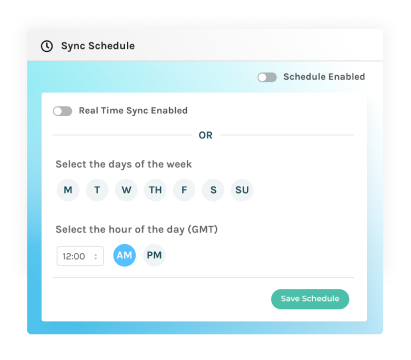 Sync Schedule
Schedule Enabled
Real Time Sync Enabled
OR
Select the days of the week
M T W TH F S SU
Select the hour of the day (GMT)
12:00 AM PM
Save Schedule